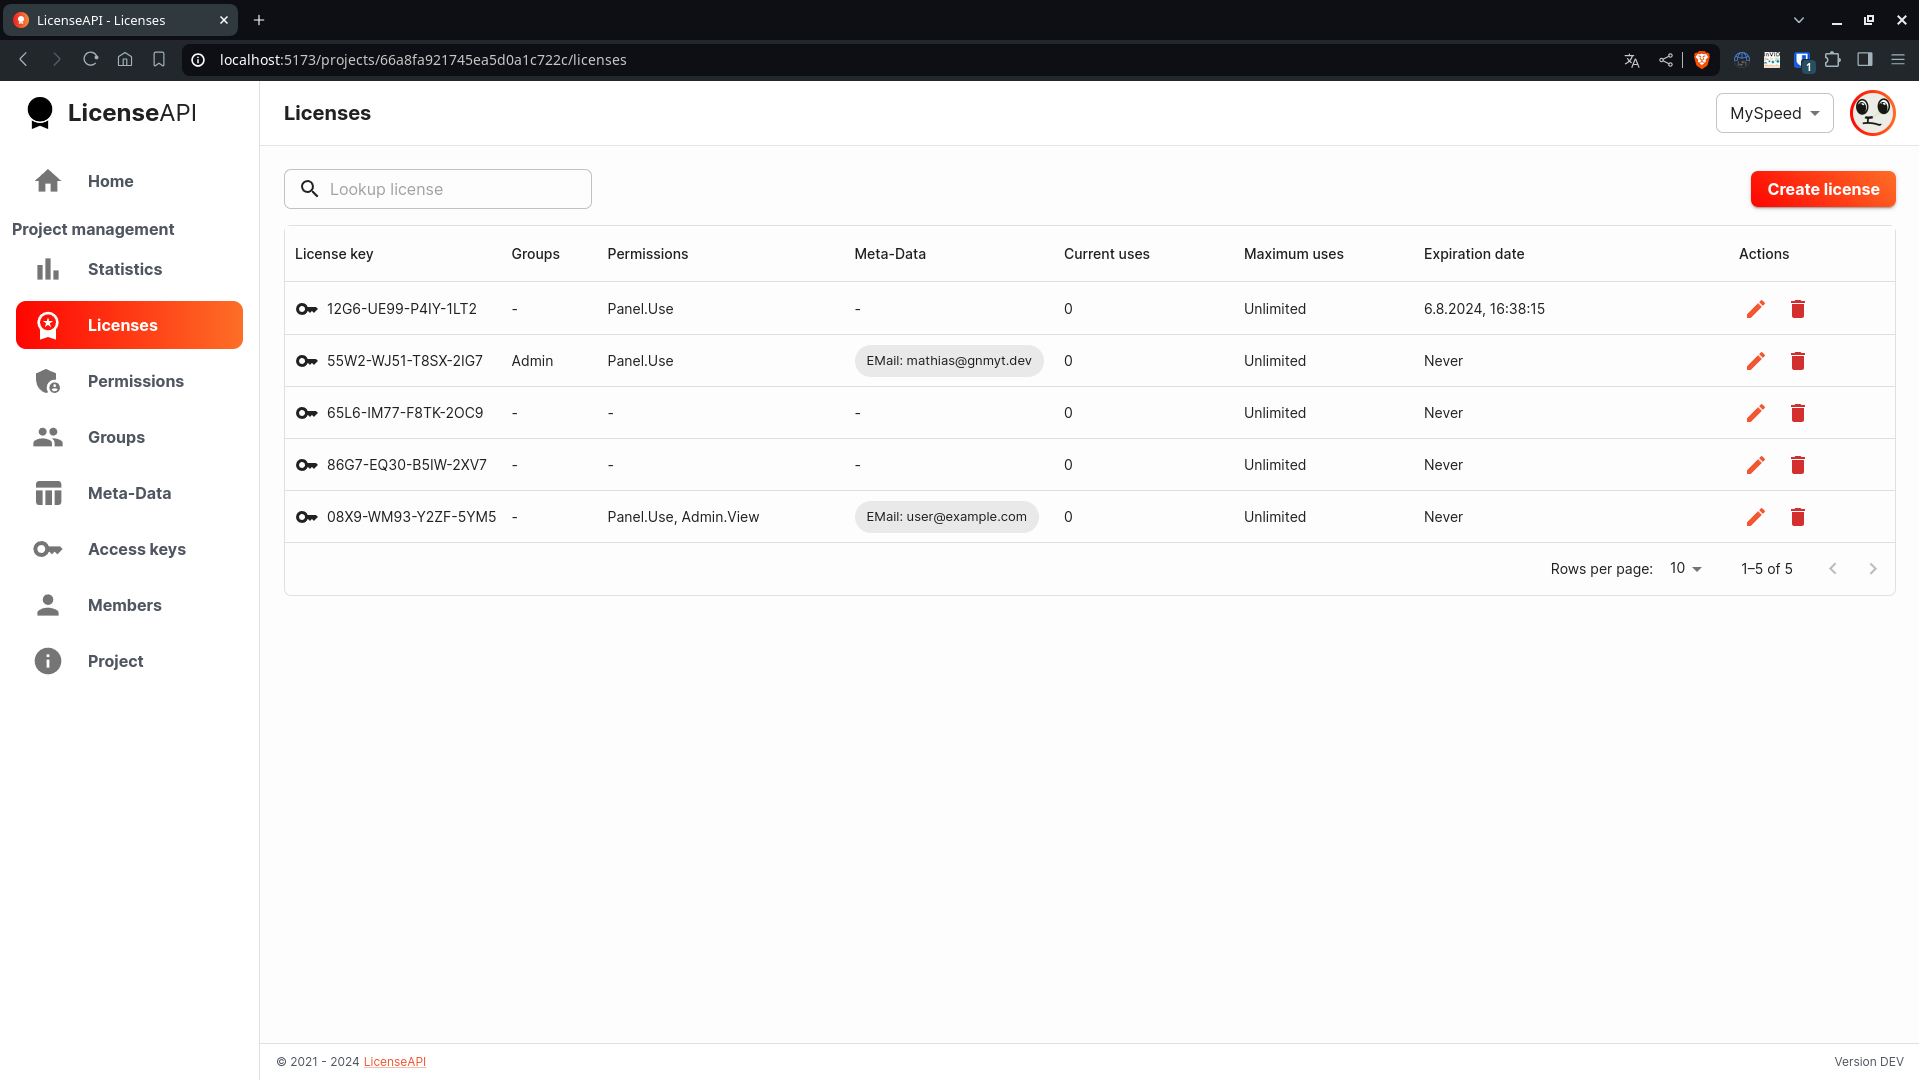 LicenseAPI - Licenses
localhost:5173/projects/66a8fa921745ea5d0a1c722c/licenses
1
LicenseAPI
Licenses
MySpeed
Home
Project management
Statistics
Licenses
Permissions
Groups
Meta-Data
Access keys
Members
Project
Lookup license
Create license
License key Groups Permissions Meta-Data Current uses Maximum uses Expiration date Actions
12G6-UE99-P4IY-1LT2 - Panel.Use - 0 Unlimited 6.8.2024, 16:38:15
55W2-WJ51-T8SX-2IG7 Admin Panel.Use EMail: mathias@gnmyt.dev 0 Unlimited Never
65L6-IM77-F8TK-2OC9 - - - 0 Unlimited Never
86G7-EQ30-B5IW-2XV7 - - - 0 Unlimited Never
08X9-WM93-Y2ZF-5YM5 - Panel.Use, Admin.View EMail: user@example.com 0 Unlimited Never
Rows per page: 10 1–5 of 5
© 2021 - 2024 LicenseAPI
Version DEV